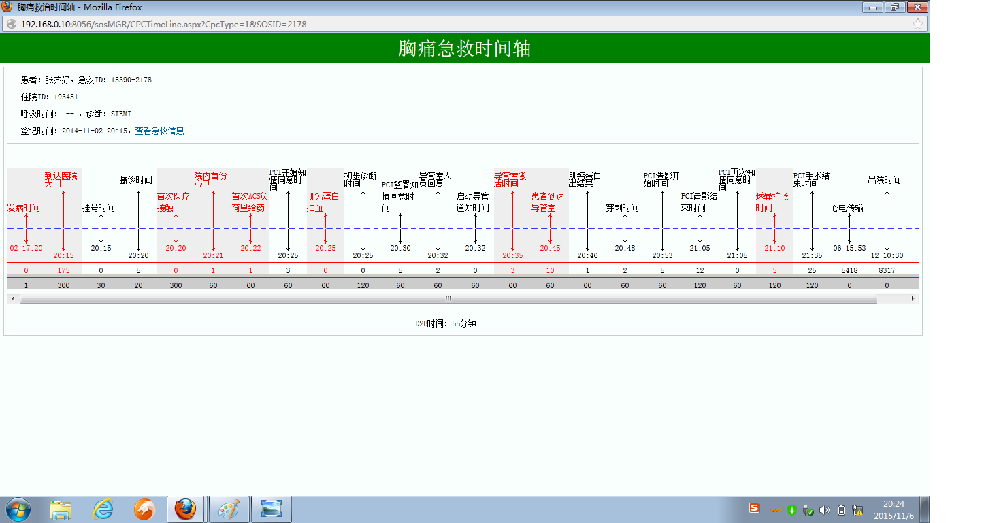 胸痛救治时间轴 - Mozilla Firefox
192.168.0.10:8056/sosMGR/CPCTimeLine.aspx?CpcType=1&SOSID=2178
胸痛急救时间轴
患者：张齐好，急救ID：15390-2178
住院ID：193451
呼救时间： -- ，诊断：STEMI
登记时间：2014-11-02 20:15，查看急救信息
发病时间
到达医院
大门
挂号时间
接诊时间
首次医疗
接触
院内首份
心电
首次ACS负
荷量给药
PCI开始知
情同意时
间
肌钙蛋白
抽血
初步诊断
时间
PCI签署知
情同意时
间
导管室人
员回复
启动导管
通知时间
导管室激
活时间
患者到达
导管室
肌钙蛋白
出结果
穿刺时间
PCI造影开
始时间
PCI造影结
束时间
PCI再次知
情同意时
间
球囊扩张
时间
PCI手术结
束时间
心电传输
出院时间
02 17:20 20:15 20:15 20:20 20:20 20:21 20:22 20:25 20:25 20:25 20:30 20:32 20:32 20:35 20:45 20:46 20:48 20:53 21:05 21:05 21:10 21:35 06 15:53 12 10:30
0 175 0 5 0 1 1 3 0 0 5 2 0 3 10 1 2 5 12 0 5 25 5418 8317
1 300 30 20 300 60 60 60 60 120 60 60 60 60 60 60 60 60 120 60 120 120 0 0
D2B时间：55分钟
20:24
2015/11/6